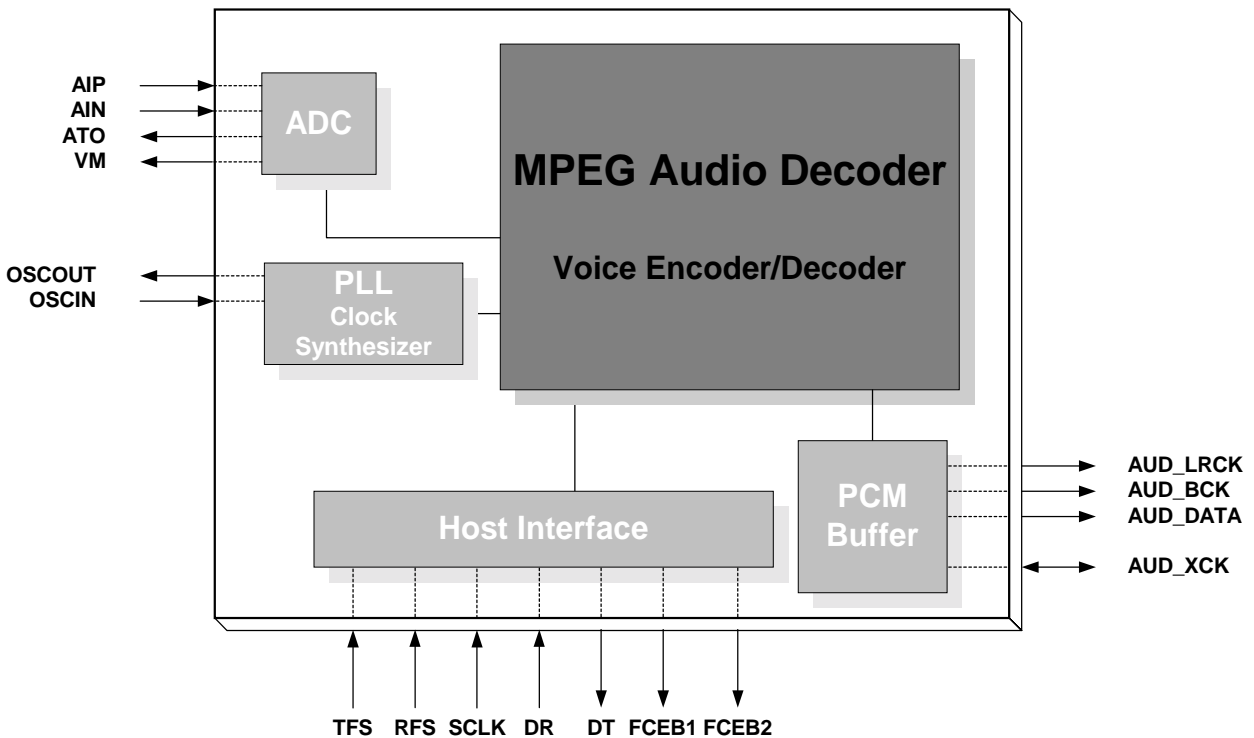 AIP
AIN
ATO
VM
ADC
MPEG Audio Decoder
Voice Encoder/Decoder
OSCOUT
OSCIN
PLL
Clock
Synthesizer
Host Interface
PCM
Buffer
AUD_LRCK
AUD_BCK
AUD_DATA
AUD_XCK
TFS RFS SCLK DR DT FCEB1 FCEB2